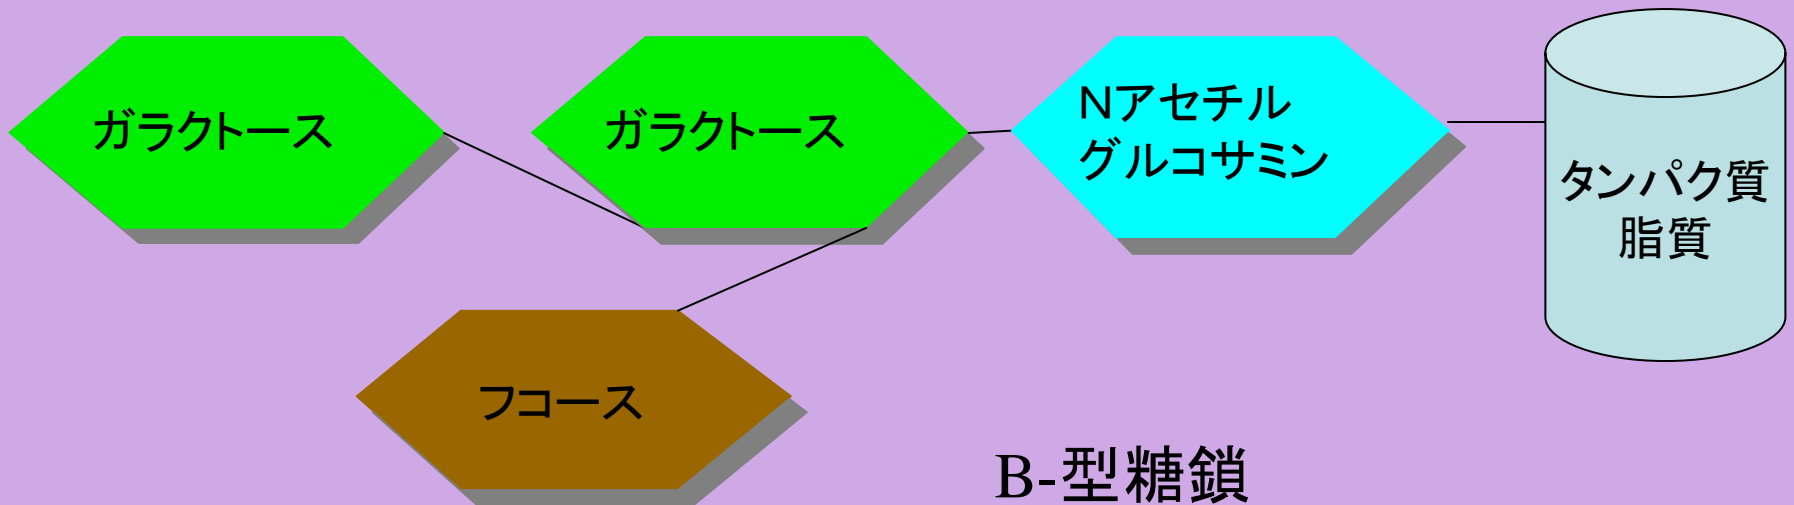 ガラクトース
ガラクトース
Ｎアセチル
グルコサミン
タンパク質
脂質
フコース
B-型糖鎖